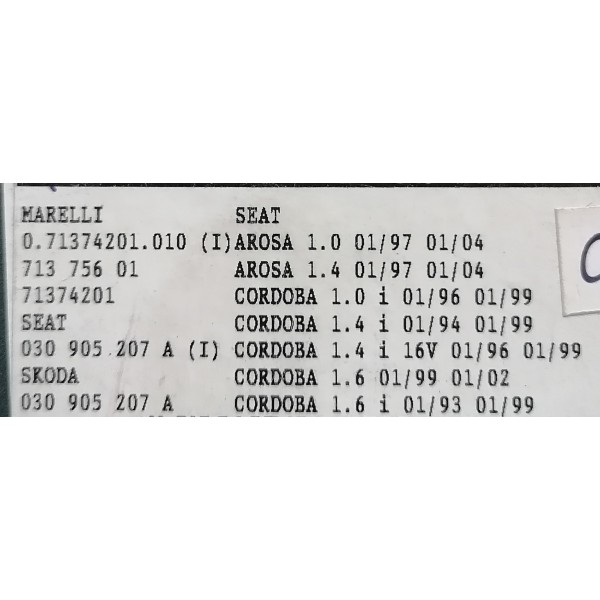 MARELLI SEAT
0.71374201.010 (I)AROSA 1.0 01/97 01/04
713 756 01 AROSA 1.4 01/97 01/04
71374201 CORDOBA 1.0 i 01/96 01/99
SEAT CORDOBA 1.4 i 01/94 01/99
030 905 207 A (I) CORDOBA 1.4 i 16V 01/96 01/99
SKODA CORDOBA 1.6 01/99 01/02
030 905 207 A CORDOBA 1.6 i 01/93 01/99